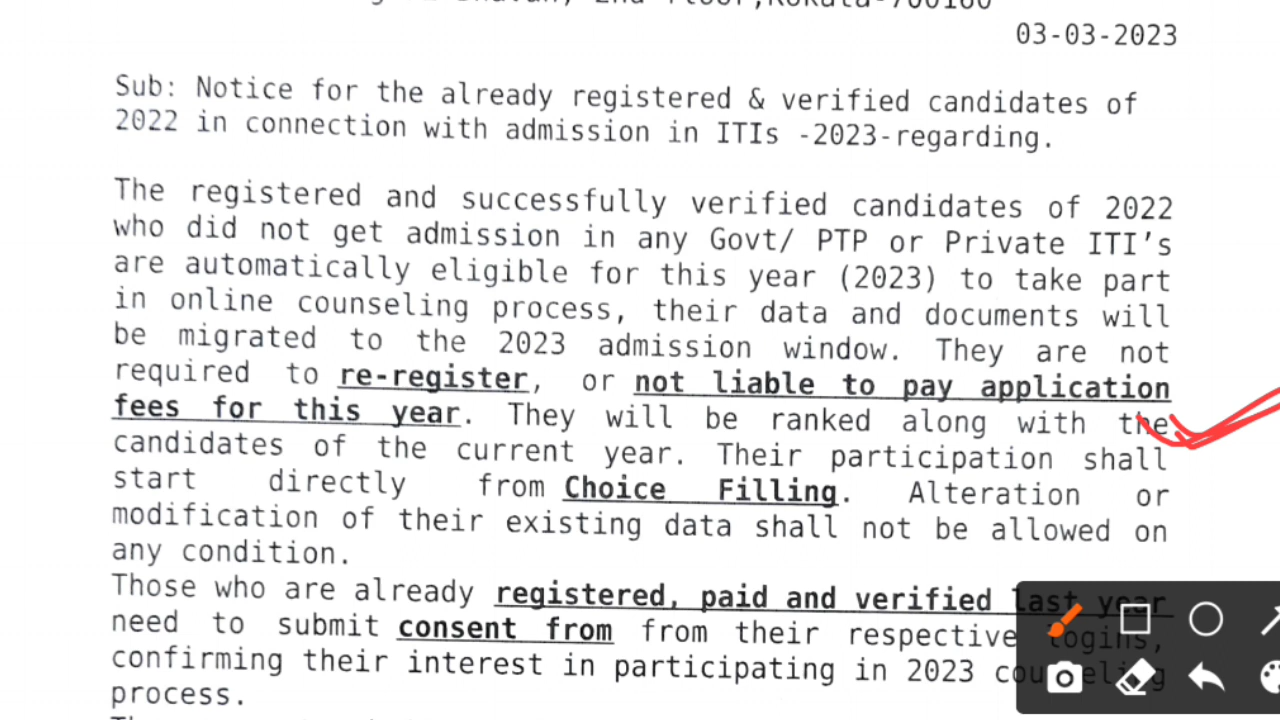 2nd Floor,Kokata-700160
03-03-2023
Sub: Notice for the already registered & verified candidates of
2022 in connection with admission in ITIs -2023-regarding.
The registered and successfully verified candidates of 2022
who did not get admission in any Govt/ PTP or Private ITI's
are automatically eligible for this year (2023) to take part
in online counseling process, their data and documents will
be migrated to the 2023 admission window. They are not
required to re-register, or not liable to pay application
fees for this year. They will be ranked along with the
candidates of the current year. Their participation shall
start directly from Choice Filling. Alteration or
modification of their existing data shall not be allowed on
any condition.
Those who are already registered, paid and verified last year
need to submit consent from from their respective logins,
confirming their interest in participating in 2023 counseling
process.